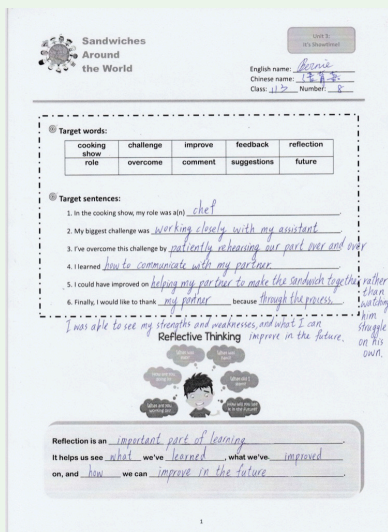 Sandwiches
Around
the World
Unit 3:
It's Showtime!
English name: Bernie
Chinese name:
Class: 113 Number: 8
Target words:
cooking show challenge improve feedback reflection
role overcome comment suggestions future
Target sentences:
1. In the cooking show, my role was a(n) chef.
2. My biggest challenge was working closely with my assistant.
3. I've overcome this challenge by patiently rehearsing our part over and over
4. I learned how to communicate with my partner.
5. I could have improved on helping my partner to make the sandwich together rather than watching him struggle on his own.
6. Finally, I would like to thank my partner because through the process,
I was able to see my strengths and weaknesses, and what I can
improve in the future.
Reflective Thinking
Reflection is an important part of learning.
It helps us see what we've learned, what we've improved
on, and how we can improve in the future.
1